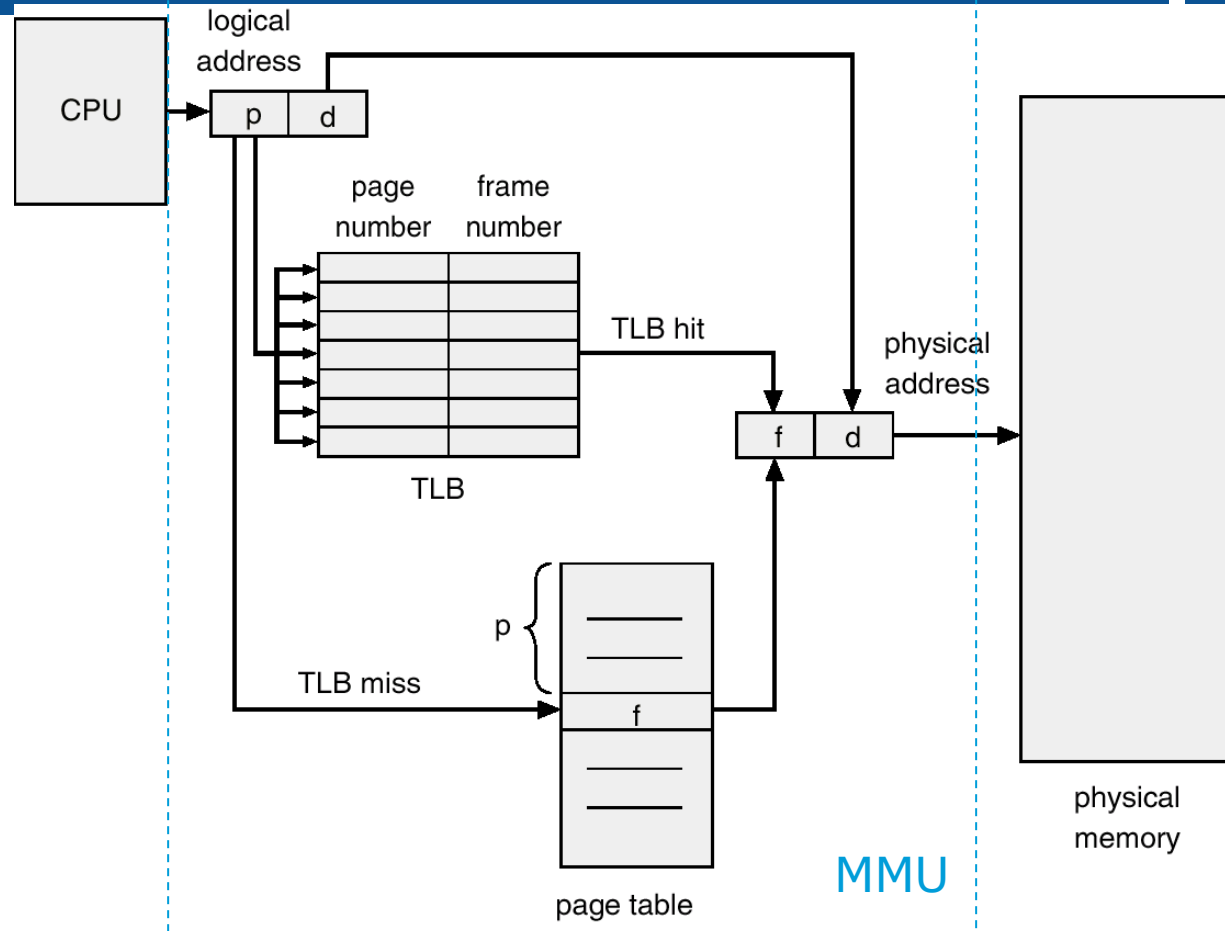 logical
address
CPU
p
d
page
number
frame
number
TLB hit
physical
address
f
d
TLB
p
TLB miss
f
physical
memory
MMU
page table